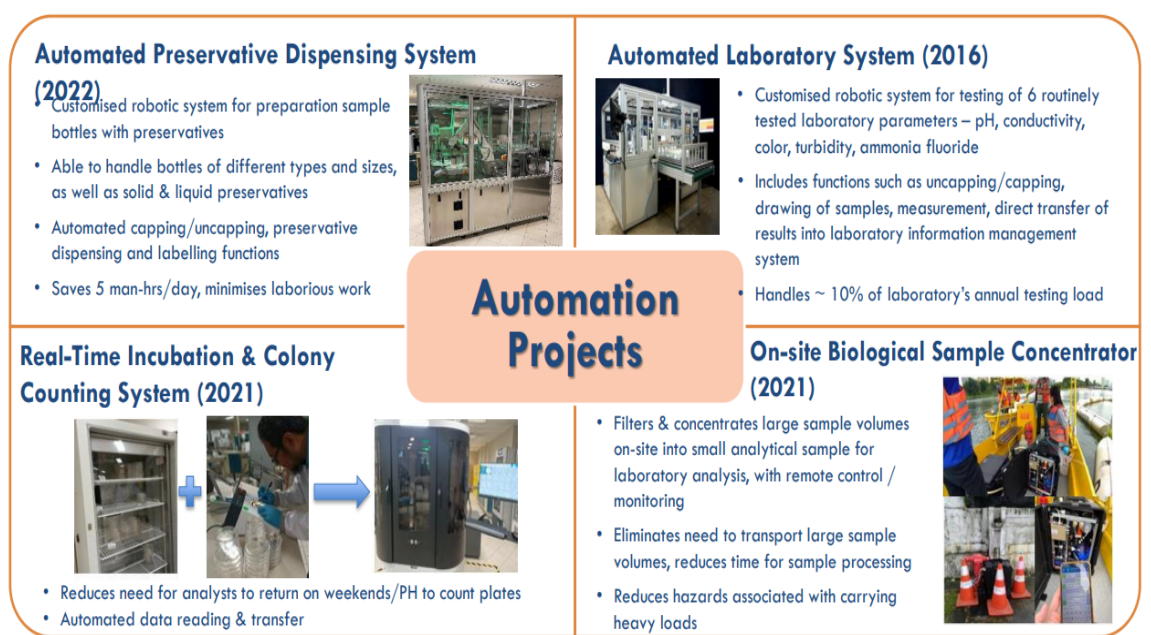 Automated Preservative Dispensing System
(2022)
• Customised robotic system for preparation sample
bottles with preservatives
• Able to handle bottles of different types and sizes,
as well as solid & liquid preservatives
• Automated capping/uncapping, preservative
dispensing and labelling functions
• Saves 5 man-hrs/day, minimises laborious work
Automated Laboratory System (2016)
• Customised robotic system for testing of 6 routinely
tested laboratory parameters – pH, conductivity,
color, turbidity, ammonia fluoride
• Includes functions such as uncapping/capping,
drawing of samples, measurement, direct transfer of
results into laboratory information management
system
• Handles ~ 10% of laboratory's annual testing load
Automation
Projects
Real-Time Incubation & Colony
Counting System (2021)
• Reduces need for analysts to return on weekends/PH to count plates
• Automated data reading & transfer
On-site Biological Sample Concentrator
(2021)
• Filters & concentrates large sample volumes
on-site into small analytical sample for
laboratory analysis, with remote control /
monitoring
• Eliminates need to transport large sample
volumes, reduces time for sample processing
• Reduces hazards associated with carrying
heavy loads